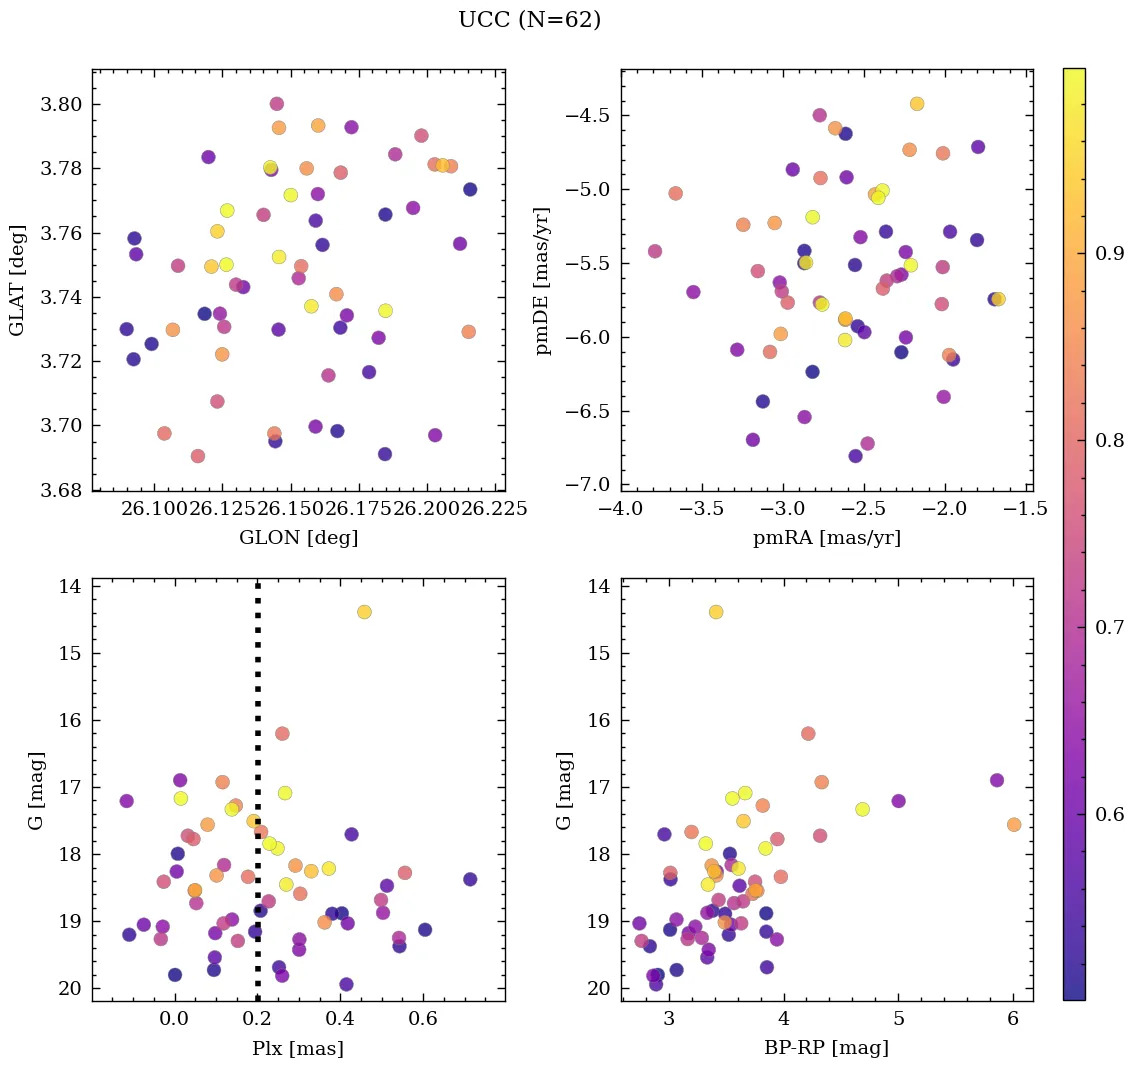 UCC (N=62)
3.80
3.78
3.76
3.74
3.72
3.70
3.68
GLAT [deg]
26.100 26.125 26.150 26.175 26.200 26.225
GLON [deg]
−4.5
−5.0
−5.5
−6.0
−6.5
−7.0
pmDE [mas/yr]
−4.0 −3.5 −3.0 −2.5 −2.0 −1.5
pmRA [mas/yr]
14
15
16
17
18
19
20
G [mag]
0.0 0.2 0.4 0.6
Plx [mas]
14
15
16
17
18
19
20
G [mag]
3 4 5 6
BP-RP [mag]
0.9
0.8
0.7
0.6